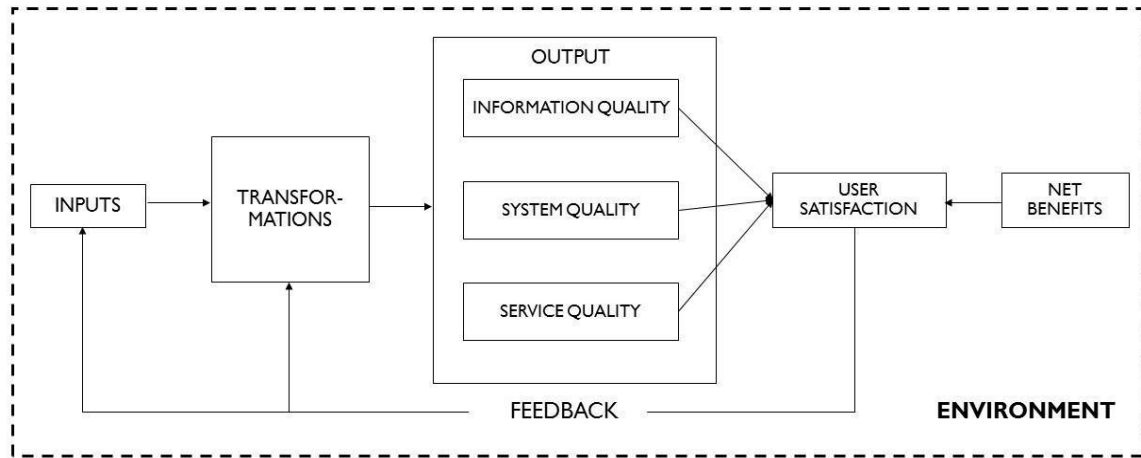 OUTPUT
INFORMATION QUALITY
INPUTS
TRANSFOR-
MATIONS
SYSTEM QUALITY
SERVICE QUALITY
USER
SATISFACTION
NET
BENEFITS
FEEDBACK
ENVIRONMENT